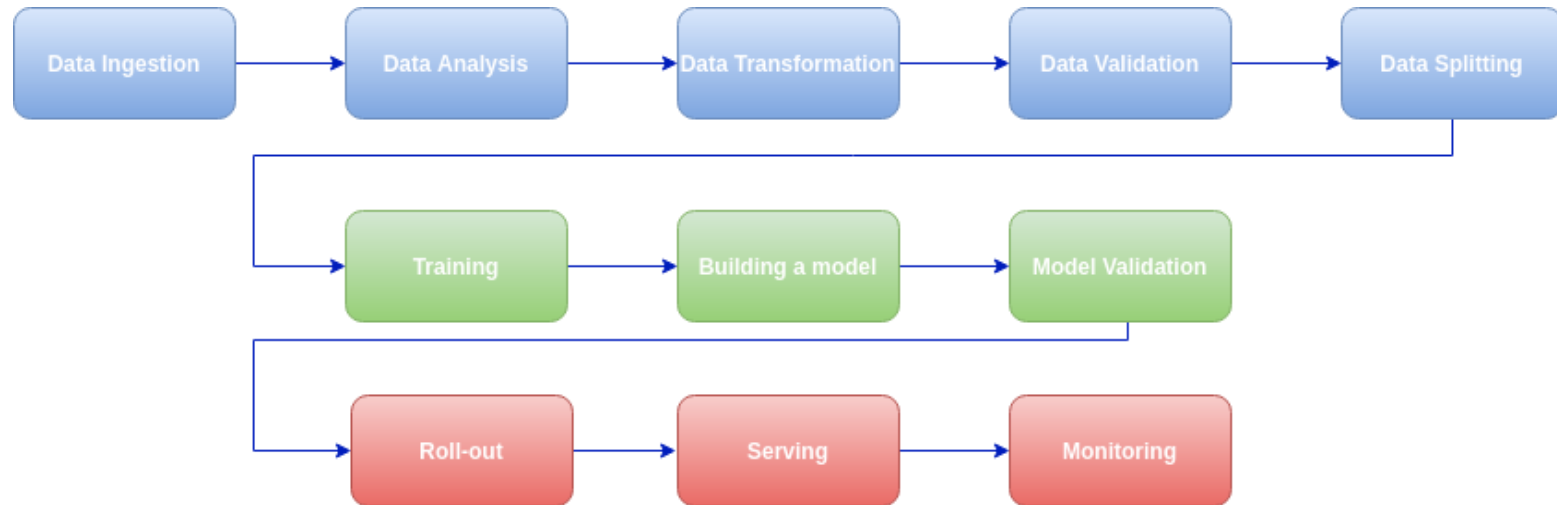 Data Ingestion
Data Analysis
Data Transformation
Data Validation
Data Splitting
Training
Building a model
Model Validation
Roll-out
Serving
Monitoring